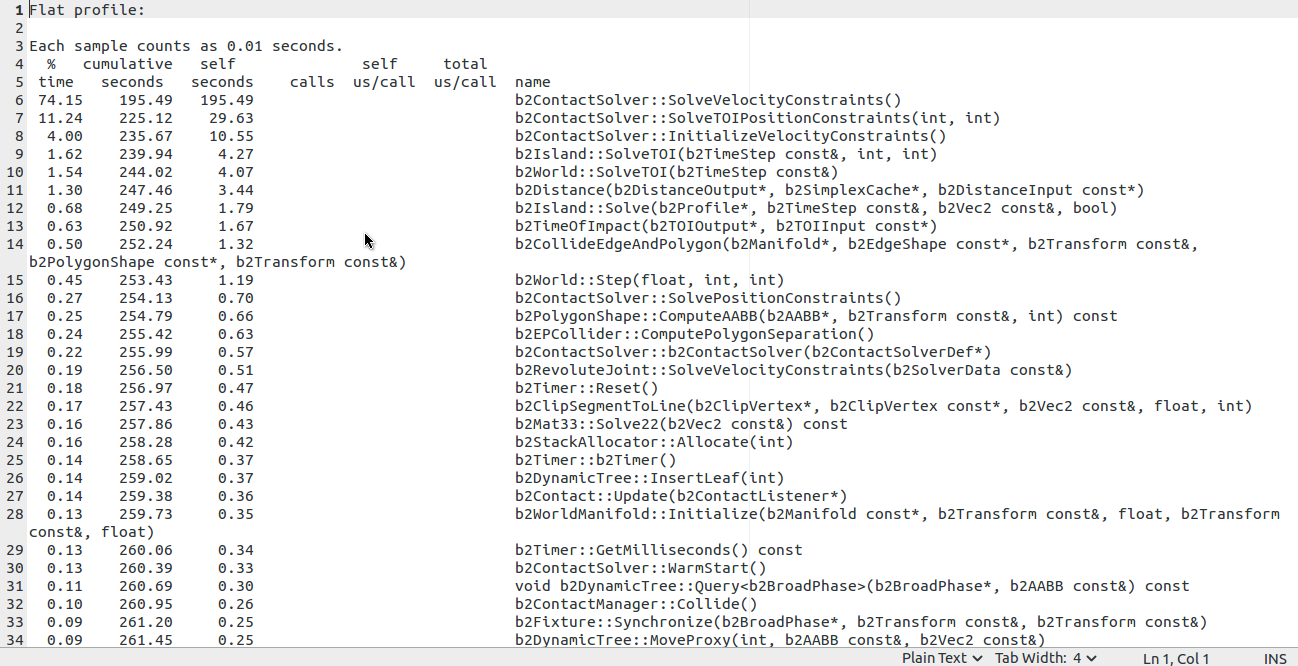 1 Flat profile:
2
3 Each sample counts as 0.01 seconds.
4   %   cumulative   self              self     total
5  time   seconds   seconds    calls  us/call  us/call  name
6  74.15    195.49   195.49                             b2ContactSolver::SolveVelocityConstraints()
7  11.24    225.12    29.63                             b2ContactSolver::SolveTOIPositionConstraints(int, int)
8   4.00    235.67    10.55                             b2ContactSolver::InitializeVelocityConstraints()
9   1.62    239.94     4.27                             b2Island::SolveTOI(b2TimeStep const&, int, int)
10   1.54    244.02     4.07                             b2World::SolveTOI(b2TimeStep const&)
11   1.30    247.46     3.44                             b2Distance(b2DistanceOutput*, b2SimplexCache*, b2DistanceInput const*)
12   0.68    249.25     1.79                             b2Island::Solve(b2Profile*, b2TimeStep const&, b2Vec2 const&, bool)
13   0.63    250.92     1.67                             b2TimeOfImpact(b2TOIOutput*, b2TOIInput const*)
14   0.50    252.24     1.32                             b2CollideEdgeAndPolygon(b2Manifold*, b2EdgeShape const*, b2Transform const&,
b2PolygonShape const*, b2Transform const&)
15   0.45    253.43     1.19                             b2World::Step(float, int, int)
16   0.27    254.13     0.70                             b2ContactSolver::SolvePositionConstraints()
17   0.25    254.79     0.66                             b2PolygonShape::ComputeAABB(b2AABB*, b2Transform const&, int) const
18   0.24    255.42     0.63                             b2EPCollider::ComputePolygonSeparation()
19   0.22    255.99     0.57                             b2ContactSolver::b2ContactSolver(b2ContactSolverDef*)
20   0.19    256.50     0.51                             b2RevoluteJoint::SolveVelocityConstraints(b2SolverData const&)
21   0.18    256.97     0.47                             b2Timer::Reset()
22   0.17    257.43     0.46                             b2ClipSegmentToLine(b2ClipVertex*, b2ClipVertex const*, b2Vec2 const&, float, int)
23   0.16    257.86     0.43                             b2Mat33::Solve22(b2Vec2 const&) const
24   0.16    258.28     0.42                             b2StackAllocator::Allocate(int)
25   0.14    258.65     0.37                             b2Timer::b2Timer()
26   0.14    259.02     0.37                             b2DynamicTree::InsertLeaf(int)
27   0.14    259.38     0.36                             b2Contact::Update(b2ContactListener*)
28   0.13    259.73     0.35                             b2WorldManifold::Initialize(b2Manifold const*, b2Transform const&, float, b2Transform
const&, float)
29   0.13    260.06     0.34                             b2Timer::GetMilliseconds() const
30   0.13    260.39     0.33                             b2ContactSolver::WarmStart()
31   0.11    260.69     0.30                             void b2DynamicTree::Query<b2BroadPhase>(b2BroadPhase*, b2AABB const&) const
32   0.10    260.95     0.26                             b2ContactManager::Collide()
33   0.09    261.20     0.25                             b2Fixture::Synchronize(b2BroadPhase*, b2Transform const&, b2Transform const&)
34   0.09    261.45     0.25                             b2DynamicTree::MoveProxy(int, b2AABB const&, b2Vec2 const&)
Plain Text Tab Width: 4 Ln 1, Col 1 INS